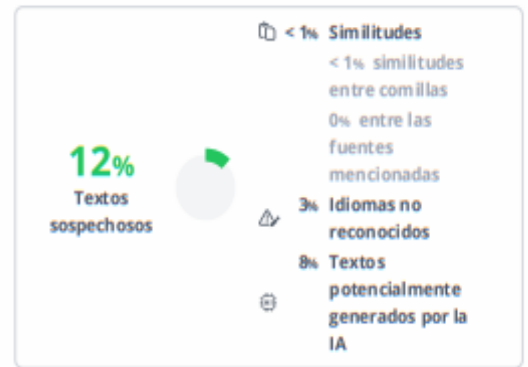 12%
Textos
sospechosos
< 1% Similitudes
< 1% similitudes
entre comillas
0% entre las
fuentes
mencionadas
3% Idiomas no
reconocidos
8% Textos
potencialmente
generados por la
IA